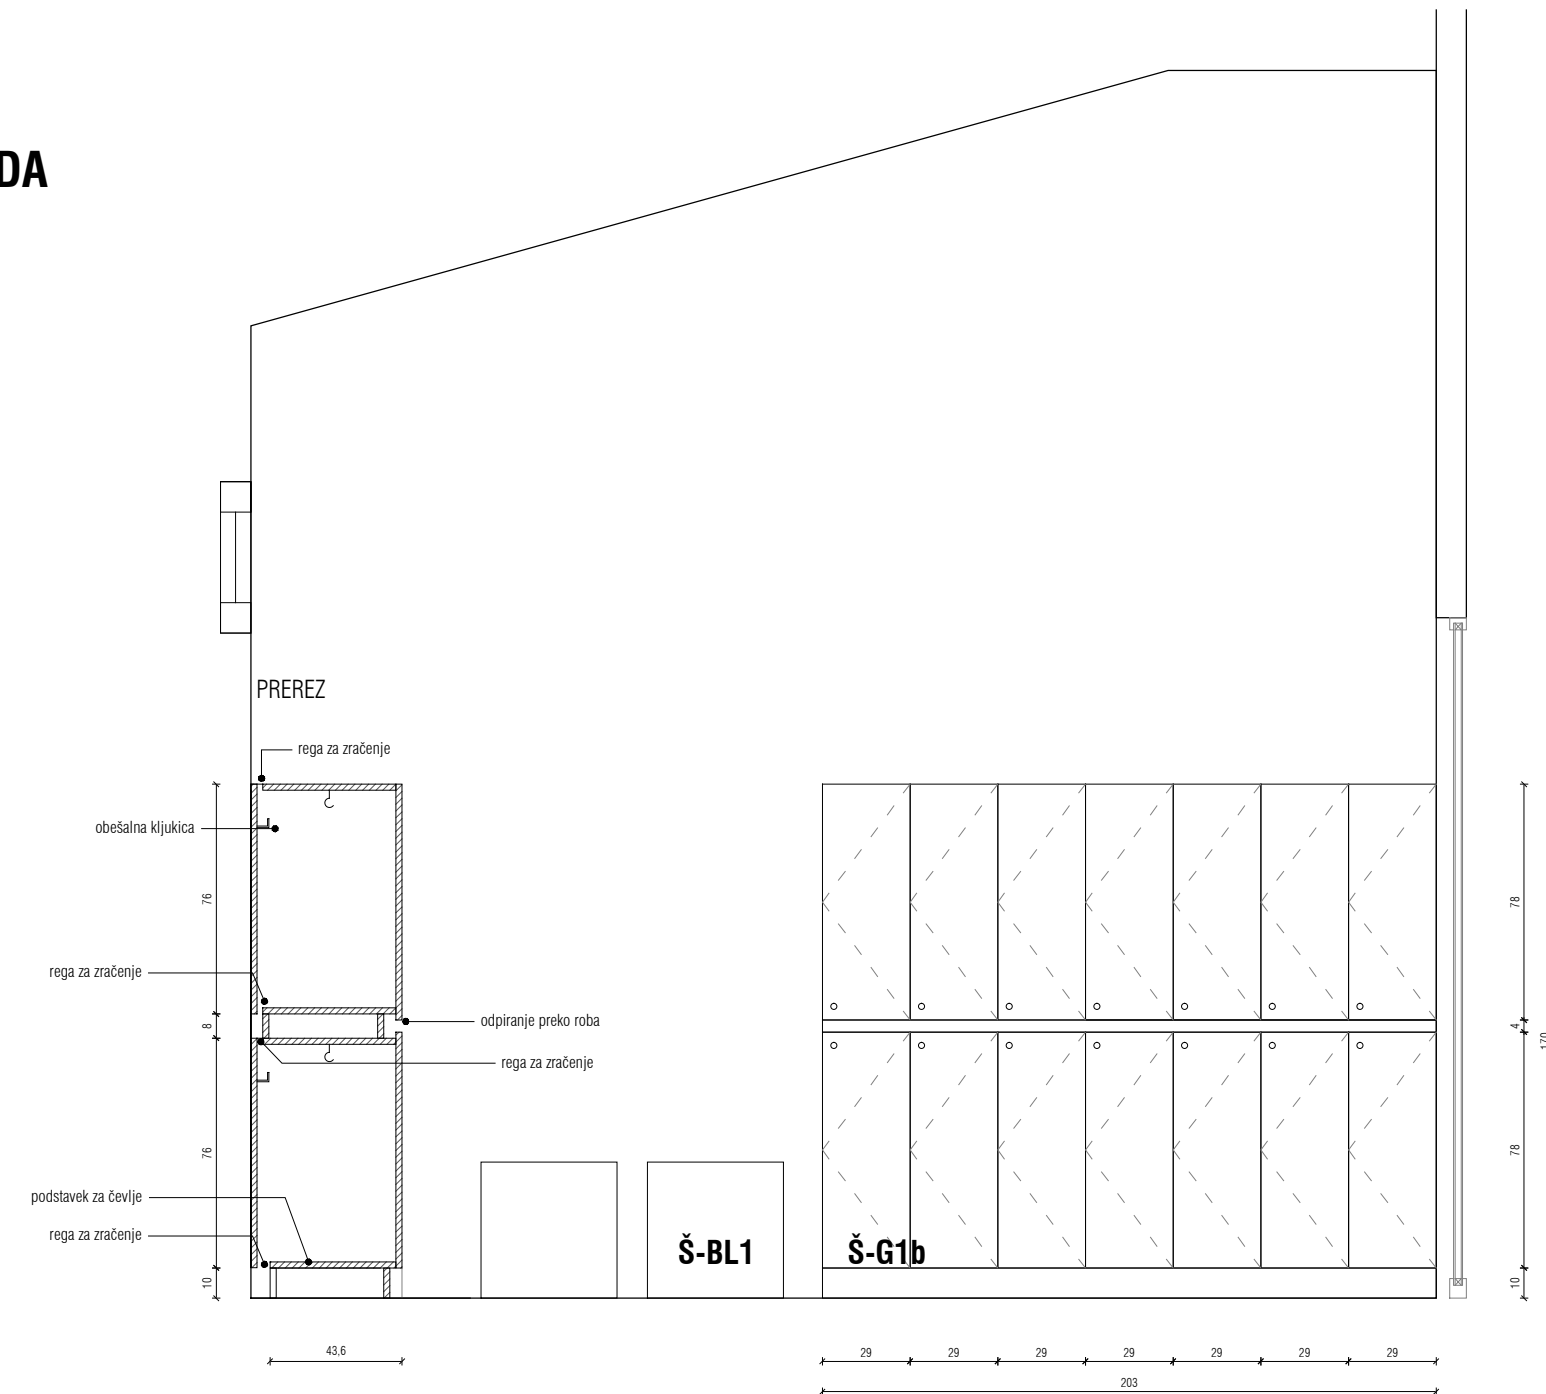 DA
PREREZ
rega za zračenje
obešalna kljukica
76
78
rega za zračenje
odpiranje preko roba
8
4
170
rega za zračenje
76
78
podstavek za čevlje
rega za zračenje
Š-BL1
Š-G1b
10
10
43,6
29 29 29 29 29 29 29
203